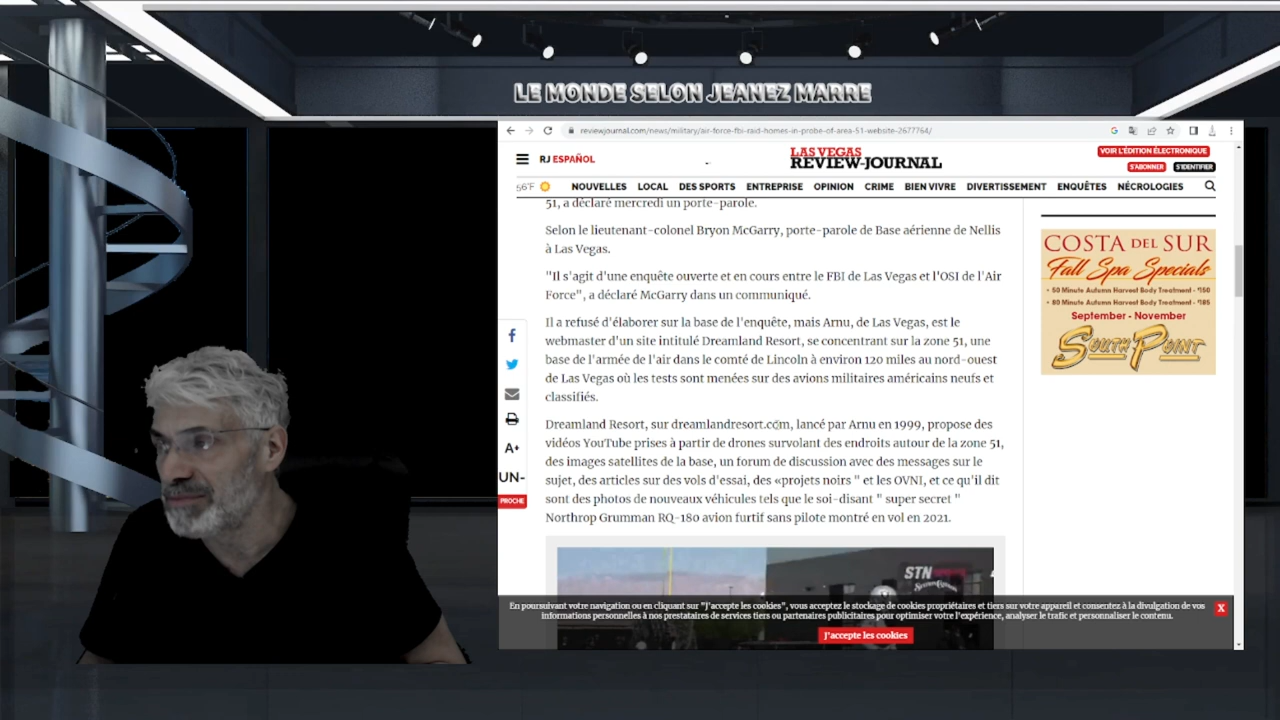 LE MONDE SELON JEANEZ MARRE
reviewjournal.com/news/military/air-force-fbi-raid-homes-in-probe-of-area-51-website-2677764/
RJ ESPAÑOL
LAS VEGAS
REVIEW-JOURNAL
VOIR L'ÉDITION ÉLECTRONIQUE
S'ABONNER S'IDENTIFIER
56°F NOUVELLES LOCAL DES SPORTS ENTREPRISE OPINION CRIME BIEN VIVRE DIVERTISSEMENT ENQUÊTES NÉCROLOGIES
51, a déclaré mercredi un porte-parole.
Selon le lieutenant-colonel Bryon McGarry, porte-parole de Base aérienne de Nellis
à Las Vegas.
"Il s'agit d'une enquête ouverte et en cours entre le FBI de Las Vegas et l'OSI de l'Air
Force", a déclaré McGarry dans un communiqué.
Il a refusé d'élaborer sur la base de l'enquête, mais Arnu, de Las Vegas, est le
webmaster d'un site intitulé Dreamland Resort, se concentrant sur la zone 51, une
base de l'armée de l'air dans le comté de Lincoln à environ 120 miles au nord-ouest
de Las Vegas où les tests sont menées sur des avions militaires américains neufs et
classifiés.
Dreamland Resort, sur dreamlandresort.com, lancé par Arnu en 1999, propose des
vidéos YouTube prises à partir de drones survolant des endroits autour de la zone 51,
des images satellites de la base, un forum de discussion avec des messages sur le
sujet, des articles sur des vols d'essai, des «projets noirs " et les OVNI, et ce qu'il dit
sont des photos de nouveaux véhicules tels que le soi-disant " super secret "
Northrop Grumman RQ-180 avion furtif sans pilote montré en vol en 2021.
A+
UN-
PROCHE
COSTA DEL SUR
Fall Spa Specials
• 50 Minute Autumn Harvest Body Treatment - $150
• 80 Minute Autumn Harvest Body Treatment - $185
September - November
SOUTH POINT
STN
En poursuivant votre navigation ou en cliquant sur "J'accepte les cookies", vous acceptez le stockage de cookies propriétaires et tiers sur votre appareil et consentez à la divulgation de vos
informations personnelles à nos prestataires de services tiers ou partenaires publicitaires pour optimiser votre l'expérience, analyser le trafic et personnaliser le contenu.
X
J'accepte les cookies